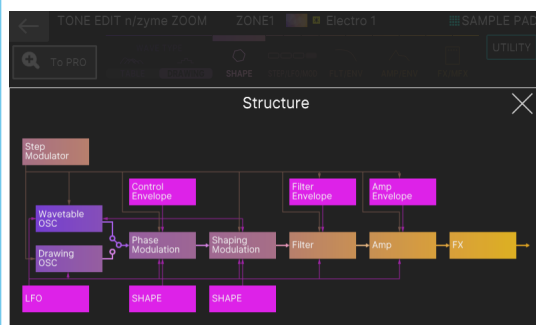 TONE EDIT n/zyme ZOOM ZONE1 Electro 1 SAMPLE PAD
To PRO SHAPE UTILITY
Structure
Step
Modulator
Control
Envelope
Filter
Envelope
Amp
Envelope
Wavetable
OSC
Drawing
OSC
Phase
Modulation
Shaping
Modulation
Filter
Amp
FX
LFO
SHAPE
SHAPE